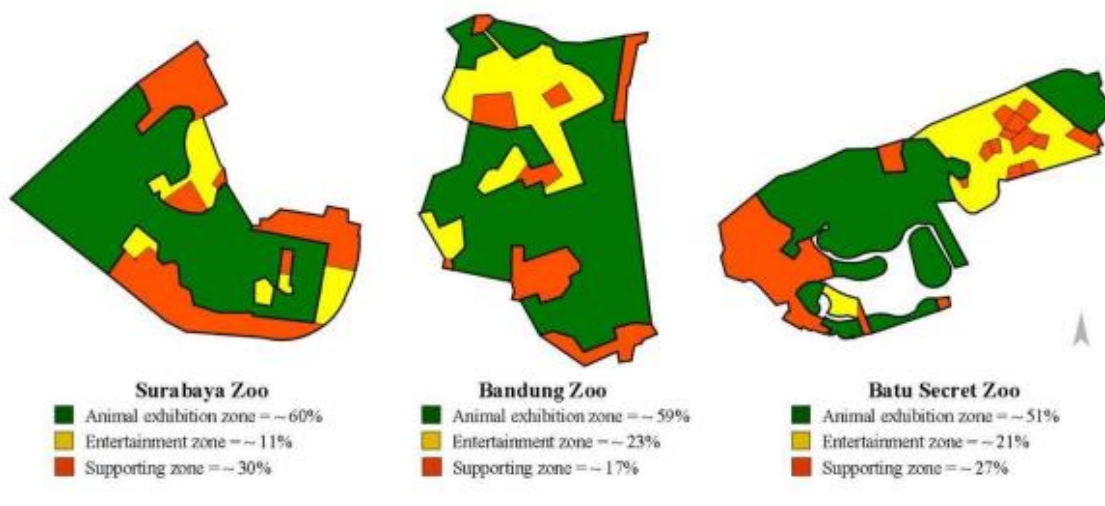 Surabaya Zoo
Animal exhibition zone = ~ 60%
Entertainment zone = ~ 11%
Supporting zone = ~ 30%
Bandung Zoo
Animal exhibition zone = ~ 59%
Entertainment zone = ~ 23%
Supporting zone = ~ 17%
Batu Secret Zoo
Animal exhibition zone = ~ 51%
Entertainment zone = ~ 21%
Supporting zone = ~ 27%